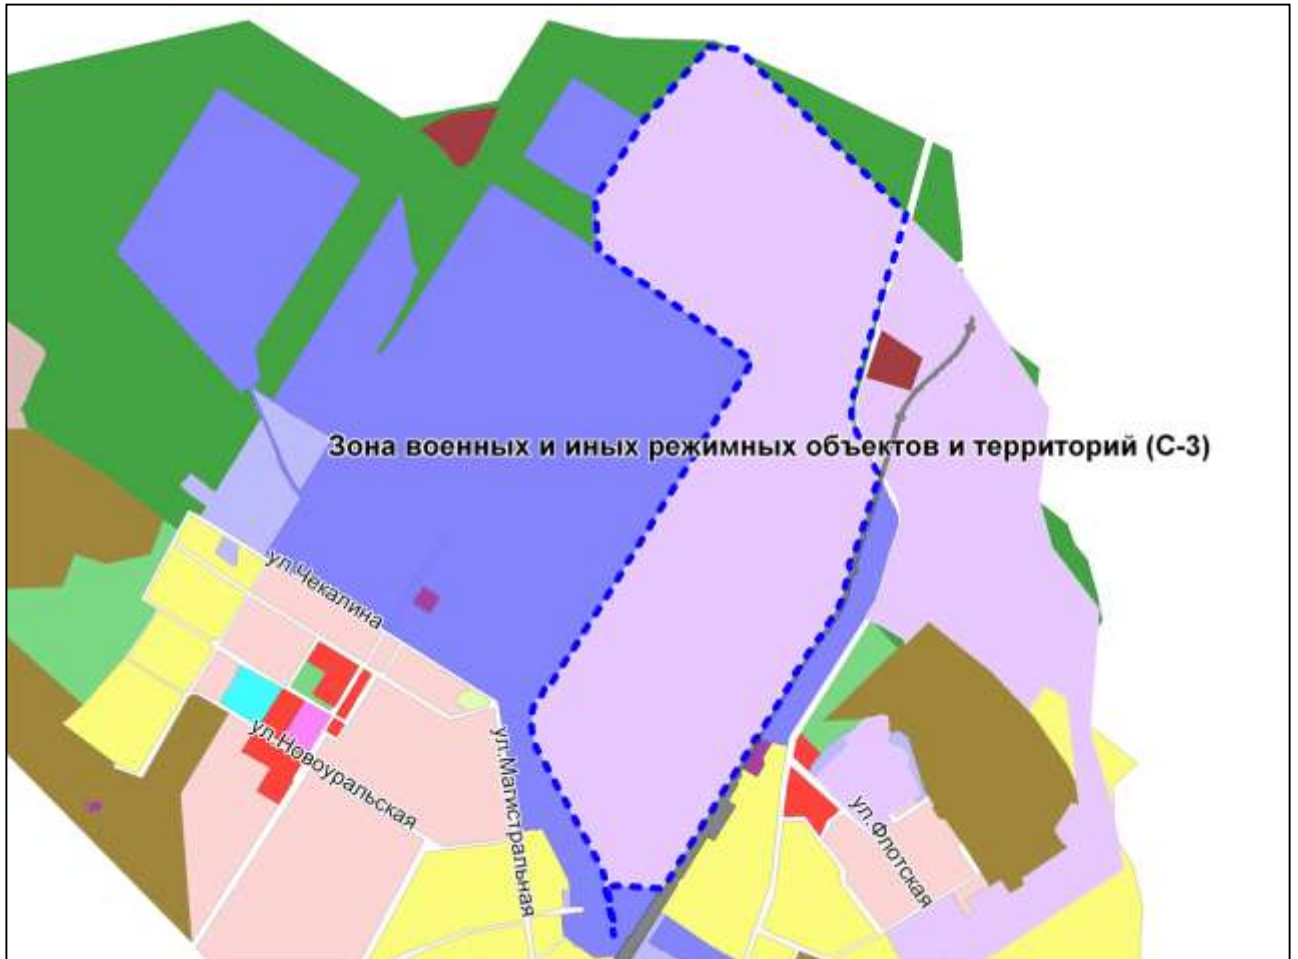 Зона военных и иных режимных объектов и территорий (С-3)
ул.Чекалина
ул.Новоуральская
ул.Магистральная
ул.Флотская